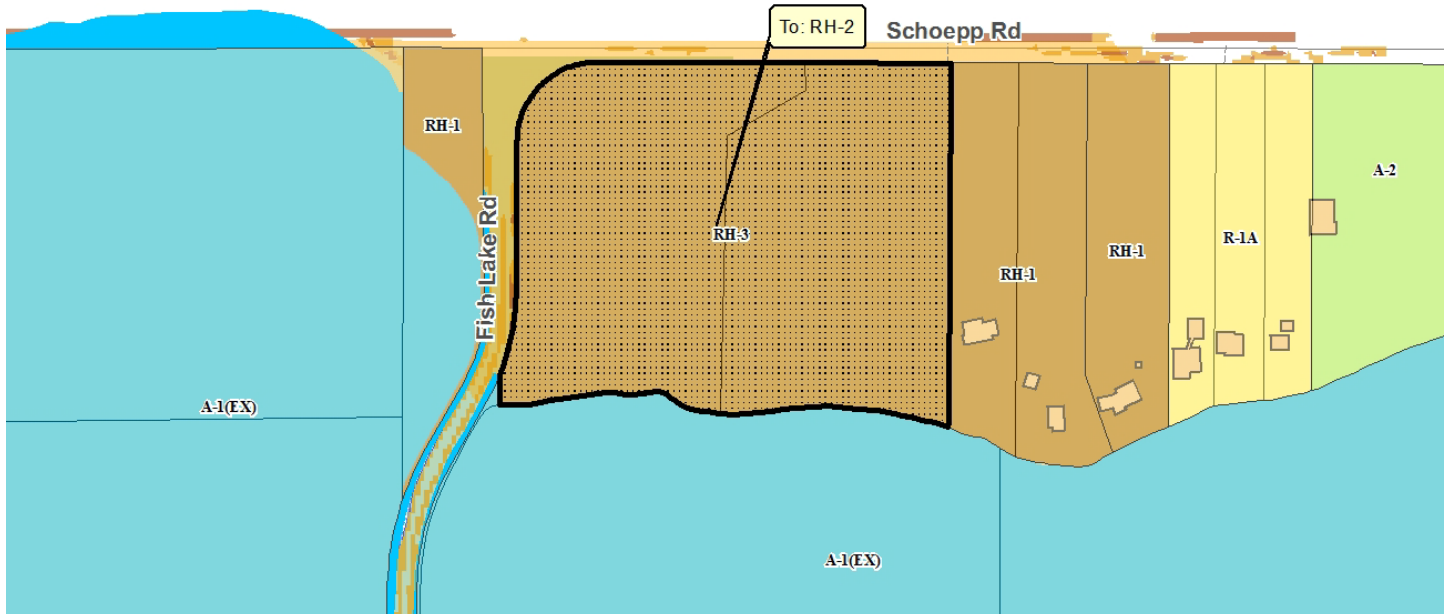 To: RH-2
Schoepp Rd
RH-1
A-2
Fish Lake Rd
RH-3
R-1A
RH-1
RH-1
A-1(EX)
A-1(EX)